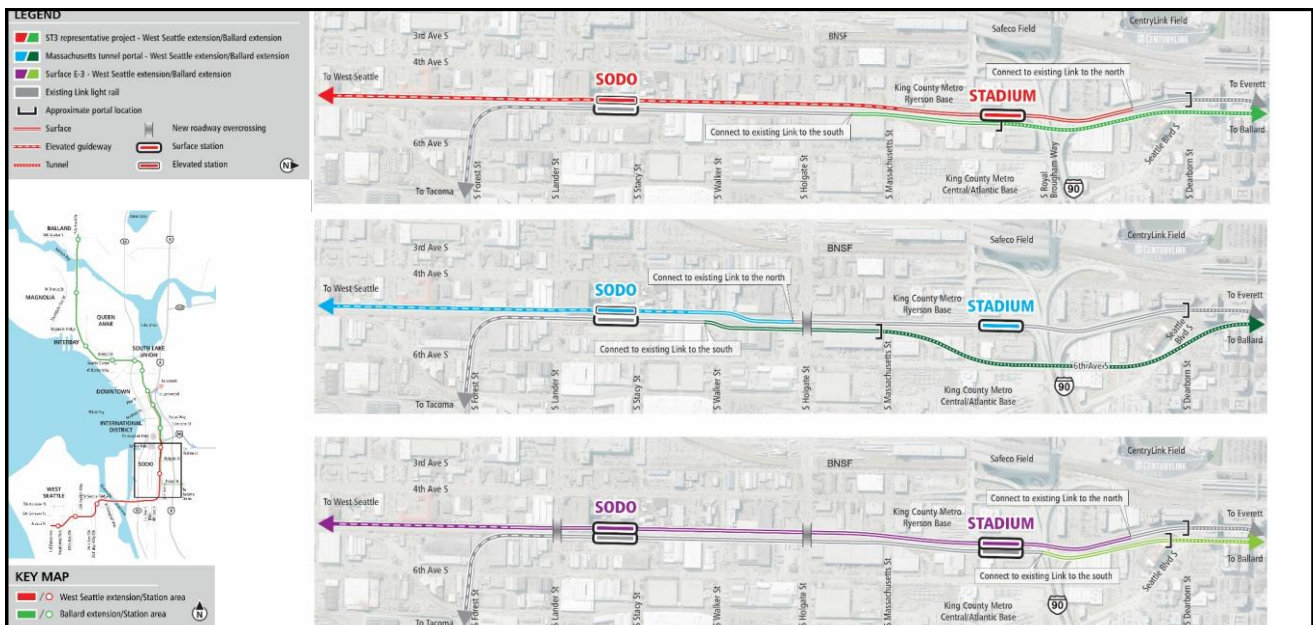 LEGEND
ST3 representative project - West Seattle extension/Ballard extension
Massachusetts tunnel portal - West Seattle extension/Ballard extension
Surface E-3 - West Seattle extension/Ballard extension
Existing Link light rail
Approximate portal location
Surface
New roadway overcrossing
Elevated guideway
Surface station
Tunnel
Elevated station
N
3rd Ave S
BNSF
Safeco Field
CentryLink Field
CENTURYLINK
4th Ave S
To West Seattle
SODO
King County Metro
Ryerson Base
STADIUM
Connect to existing Link to the north
To Everett
Connect to existing Link to the south
To Ballard
6th Ave S
To Tacoma
S Forest St
S Lander St
S Stacy St
S Walker St
S Holgate St
S Massachusetts St
King County Metro
Central/Atlantic Base
S Royal
Brougham Way
90
Seattle Blvd S
S Dearborn St
3rd Ave S
BNSF
Safeco Field
CentryLink Field
4th Ave S
Connect to existing Link to the north
To West Seattle
SODO
King County Metro
Ryerson Base
STADIUM
To Everett
Connect to existing Link to the south
To Ballard
6th Ave S
6th Ave S
To Tacoma
S Forest St
S Lander St
S Stacy St
S Walker St
S Holgate St
S Massachusetts St
King County Metro
Central/Atlantic Base
90
Seattle
Blvd S
S Dearborn St
3rd Ave S
BNSF
Safeco Field
CentryLink Field
4th Ave S
Connect to existing Link to the north
To West Seattle
SODO
King County Metro
Ryerson Base
STADIUM
To Everett
Connect to existing Link to the south
To Ballard
6th Ave S
To Tacoma
S Forest St
S Lander St
S Stacy St
S Walker St
S Holgate St
S Massachusetts St
King County Metro
Central/Atlantic Base
90
Seattle Blvd S
S Dearborn St
BALLARD
MAGNOLIA
QUEEN
ANNE
INTERBAY
SOUTH LAKE
UNION
DOWNTOWN
INTERNATIONAL
DISTRICT
SODO
WEST
SEATTLE
KEY MAP
West Seattle extension/Station area
Ballard extension/Station area
N